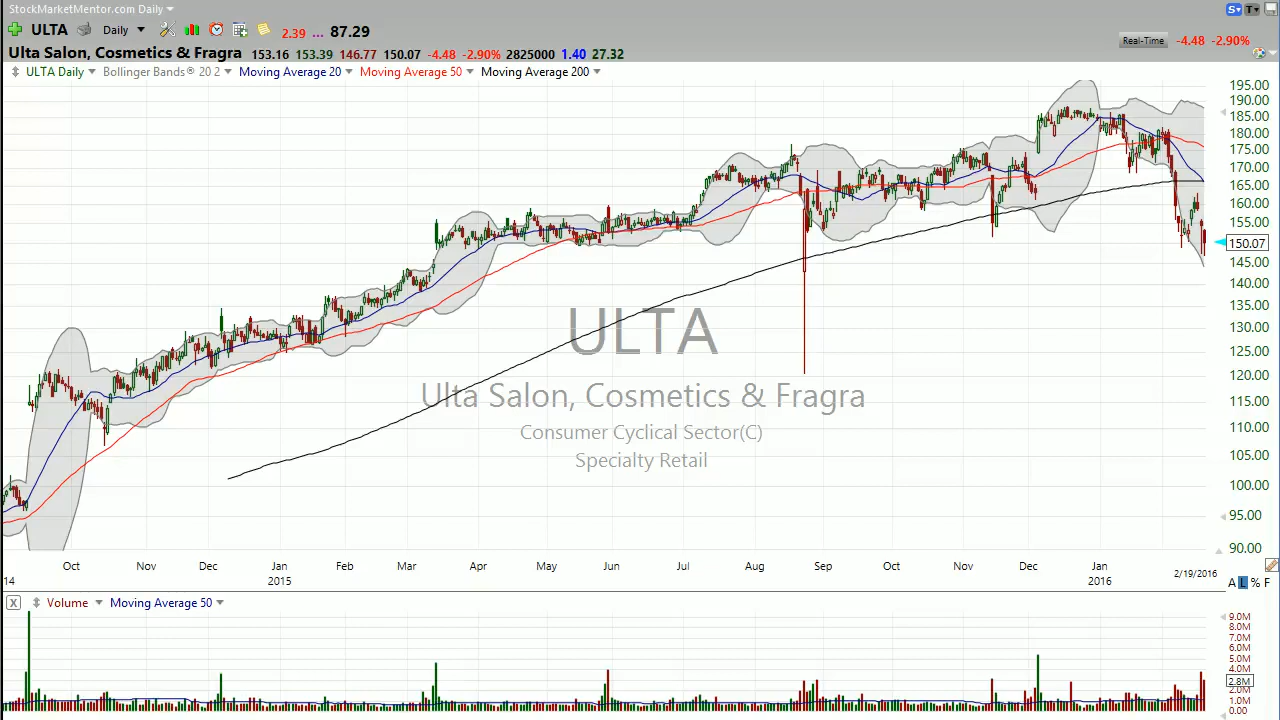 StockMarketMentor.com Daily
S T
ULTA Daily 2.39 ... 87.29
Real-Time -4.48 -2.90%
Ulta Salon, Cosmetics & Fragra 153.16 153.39 146.77 150.07 -4.48 -2.90% 2825000 1.40 27.32
ULTA Daily Bollinger Bands® 20 2 Moving Average 20 Moving Average 50 Moving Average 200
195.00
190.00
185.00
180.00
175.00
170.00
165.00
160.00
155.00
150.07
145.00
140.00
135.00
130.00
125.00
120.00
115.00
110.00
105.00
100.00
95.00
90.00
ULTA
Ulta Salon, Cosmetics & Fragra
Consumer Cyclical Sector(C)
Specialty Retail
Oct Nov Dec Jan Feb Mar Apr May Jun Jul Aug Sep Oct Nov Dec Jan
14 2015 2016 2/19/2016
A L % F
X Volume Moving Average 50
9.0M
8.0M
7.0M
6.0M
5.0M
4.0M
2.8M
2.0M
1.0M
0.00